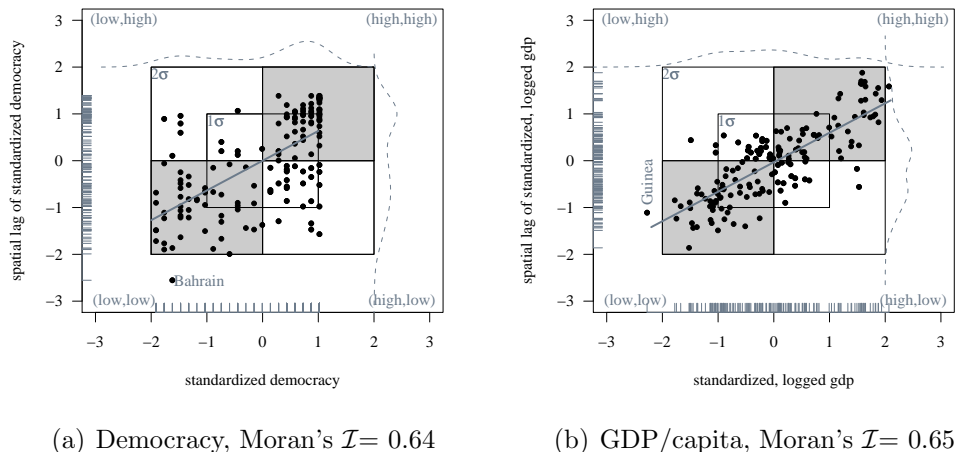 (low,high)
(high,high)
2σ
1σ
Bahrain
(low,low)
(high,low)
3
2
1
0
−1
−2
−3
−3
−2
−1
0
1
2
3
spatial lag of standardized democracy
standardized democracy
(a) Democracy, Moran's I= 0.64
(low,high)
(high,high)
2σ
1σ
Guinea
(low,low)
(high,low)
3
2
1
0
−1
−2
−3
−3
−2
−1
0
1
2
3
spatial lag of standardized, logged gdp
standardized, logged gdp
(b) GDP/capita, Moran's I= 0.65